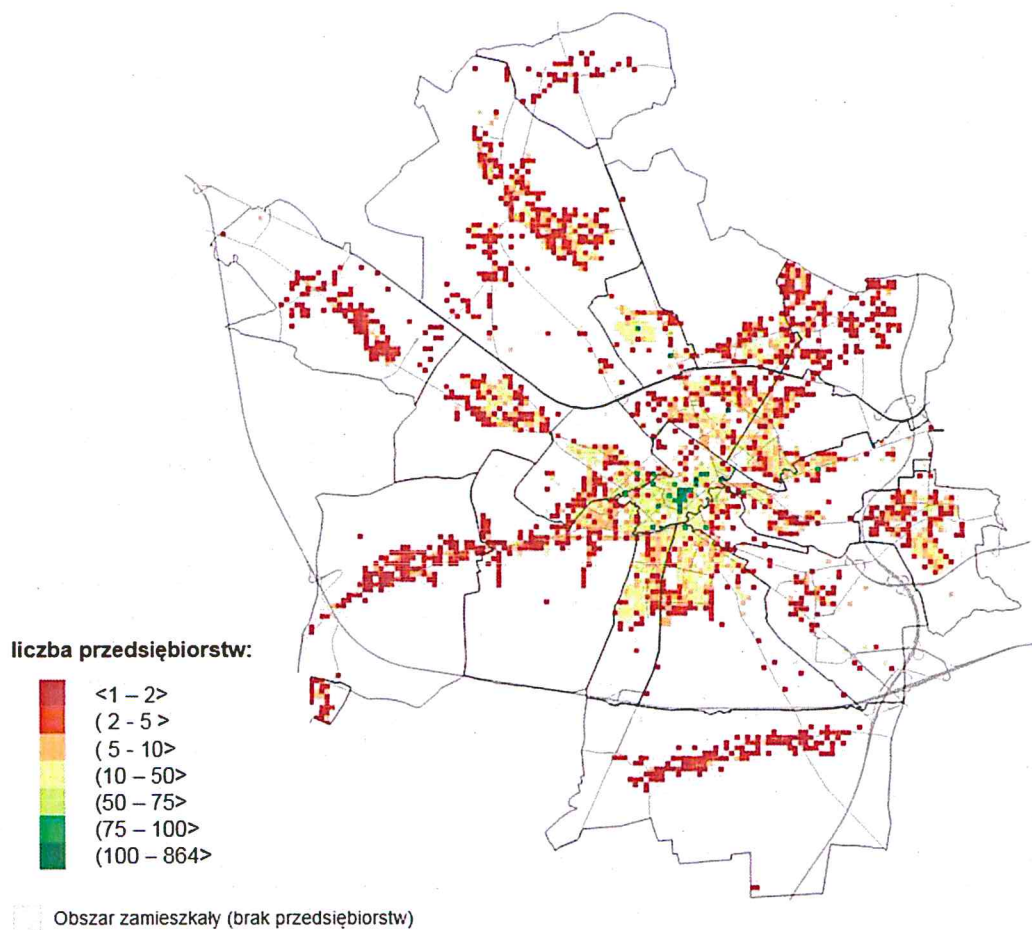 liczba przedsiębiorstw:
<1 – 2>
( 2 - 5 >
( 5 - 10>
(10 – 50>
(50 – 75>
(75 – 100>
(100 – 864>
Obszar zamieszkały (brak przedsiębiorstw)